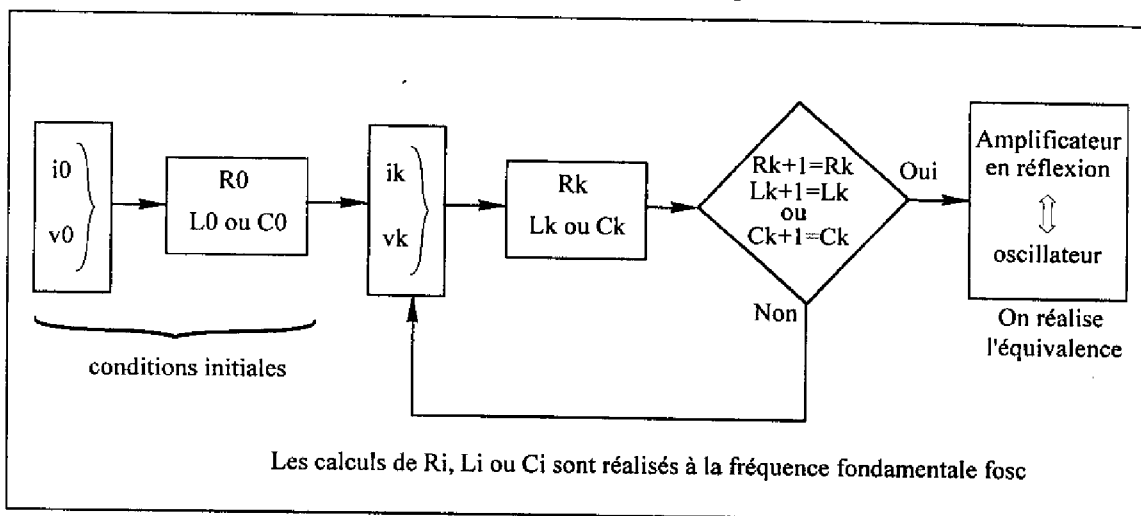 i0
v0
R0
L0 ou C0
ik
vk
Rk
Lk ou Ck
Rk+1=Rk
Lk+1=Lk
ou
Ck+1=Ck
Oui
Non
Amplificateur
en réflexion
⇕
oscillateur
On réalise
l'équivalence
conditions initiales
Les calculs de Ri, Li ou Ci sont réalisés à la fréquence fondamentale fosc